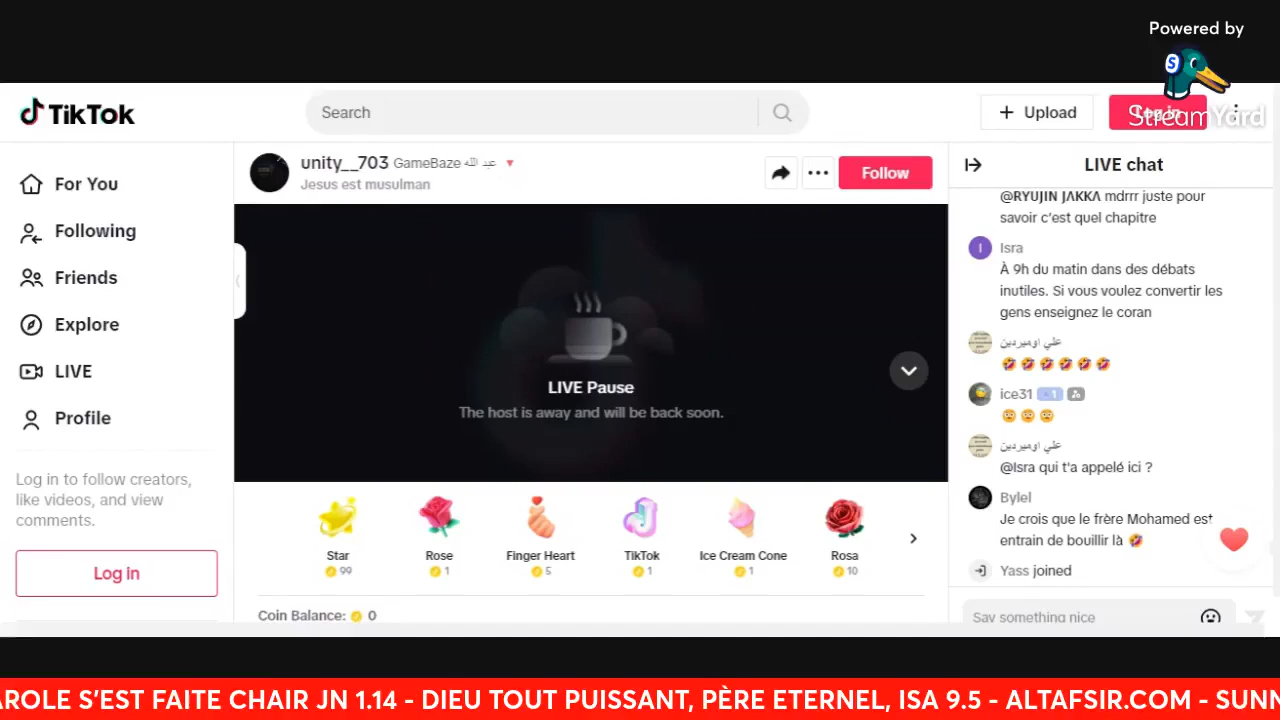 Powered by
StreamYard
TikTok
Search
Upload
For You
Following
Friends
Explore
LIVE
Profile
Log in to follow creators,
like videos, and view
comments.
Log in
unity__703 GameBaze عبد الله
Jesus est musulman
Follow
LIVE Pause
The host is away and will be back soon.
Star
99
Rose
1
Finger Heart
5
TikTok
1
Ice Cream Cone
1
Rosa
10
Coin Balance: 0
LIVE chat
@RYUJIN JΛKKΛ mdrrr juste pour
savoir c'est quel chapitre
Isra
À 9h du matin dans des débats
inutiles. Si vous voulez convertir les
gens enseignez le coran
علي اوميردين
🤣🤣🤣🤣🤣🤣
ice31 1
😳😳😳
علي اوميردين
@Isra qui t'a appelé ici ?
Bylel
Je crois que le frère Mohamed est
entrain de bouillir là 🤣
Yass joined
Say something nice
AROLE S'EST FAITE CHAIR JN 1.14 - DIEU TOUT PUISSANT, PÈRE ETERNEL, ISA 9.5 - ALTAFSIR.COM - SUNN